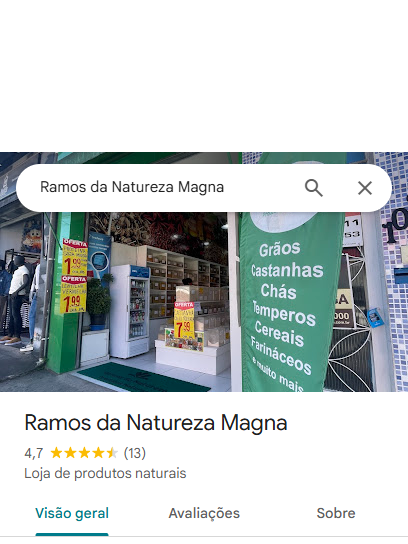 Ramos da Natureza Magna
Grãos
Castanhas
Chás
Temperos
Cereais
Farináceos
e muito mais
OFERTA
1,99
OFERTA
1,89
OFERTA
7,99
Ramos da Natureza Magna
4,7 (13)
Loja de produtos naturais
Visão geral
Avaliações
Sobre